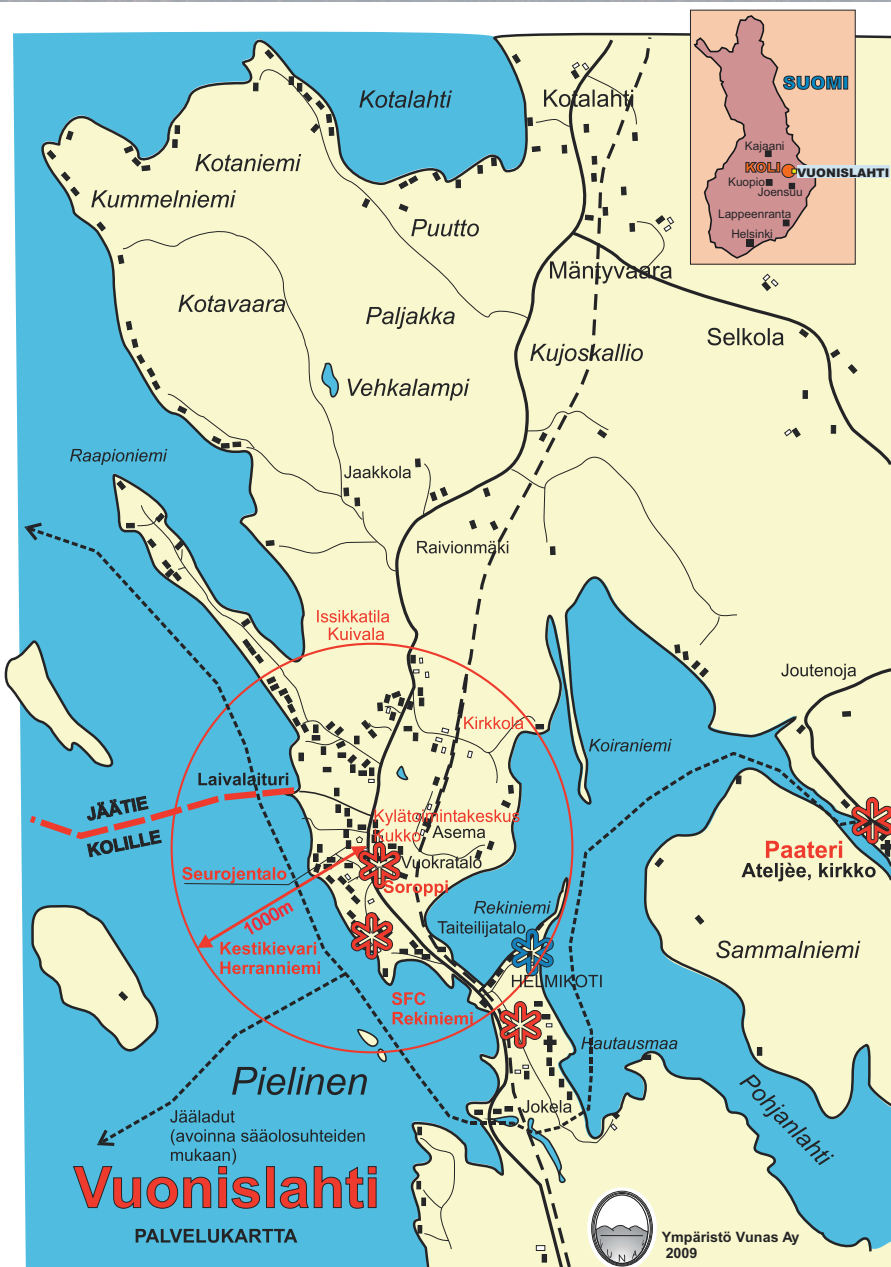 SUOMI
Kajaani
KOLI
VUONISLAHTI
Kuopio
Joensuu
Lappeenranta
Helsinki
Kotalahti
Kotalahti
Kotaniemi
Kummelniemi
Puutto
Mäntyvaara
Kotavaara
Paljakka
Selkola
Kujoskallio
Vehkalampi
Raapioniemi
Jaakkola
Raivionmäki
Issikkatila
Kuivala
Joutenoja
Kirkkola
Koiraniemi
Laivalaituri
JÄÄTIE
KOLILLE
Kylätoimintakeskus
Kukko
Asema
Vuokratalo
Seurojentalo
Soroppi
Paateri
Ateljèe, kirkko
1000m
Rekiniemi
Taiteilijatalo
Kestikievari
Herranniemi
Sammalniemi
HELMIKOTI
SFC
Rekiniemi
Hautausmaa
Pielinen
Pohjanlahti
Jokela
Jääladut
(avoinna sääolosuhteiden
mukaan)
Vuonislahti
PALVELUKARTTA
VUNAS
Ympäristö Vunas Ay
2009